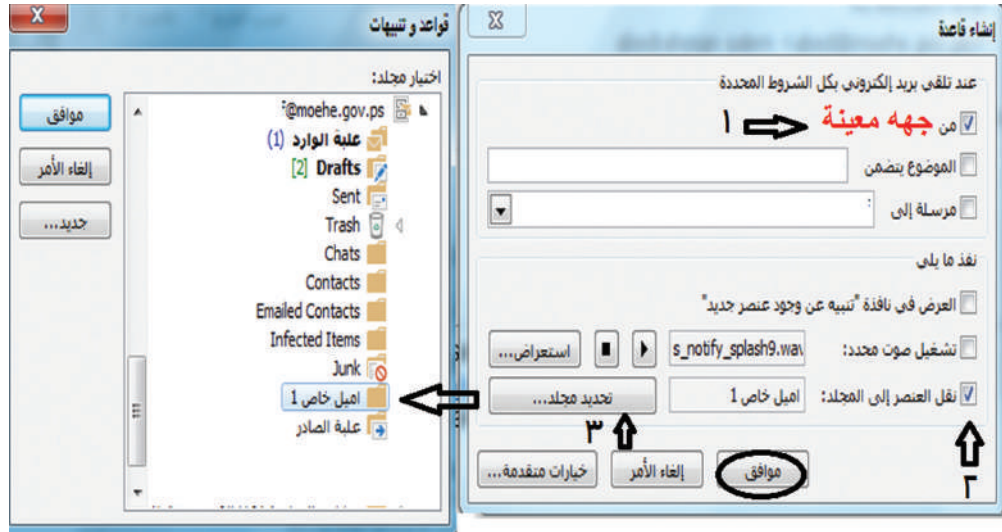 إنشاء قاعدة
عند تلقي بريد إلكتروني بكل الشروط المحددة
من جهه معينة ١
الموضوع يتضمن
مرسلة إلى :
نفذ ما يلي
العرض في نافذة "تنبيه عن وجود عنصر جديد"
تشغيل صوت محدد: s_notify_splash9.wav استعراض...
نقل العنصر إلى المجلد: اميل خاص 1 تحديد مجلد...
٢
٣
موافق إلغاء الأمر خيارات متقدمة...
قواعد و تنبيهات
اختيار مجلد:
@moehe.gov.ps
علبة الوارد (1)
Drafts [2]
Sent
Trash
Chats
Contacts
Emailed Contacts
Infected Items
Junk
اميل خاص 1
علبة الصادر
موافق
إلغاء الأمر
جديد...